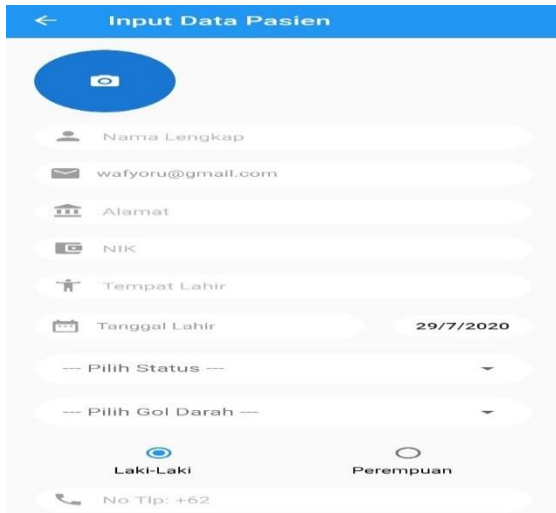 Input Data Pasien
Nama Lengkap
wafyoru@gmail.com
Alamat
NIK
Tempat Lahir
Tanggal Lahir 29/7/2020
--- Pilih Status ---
--- Pilih Gol Darah ---
Laki-Laki Perempuan
No Tlp: +62